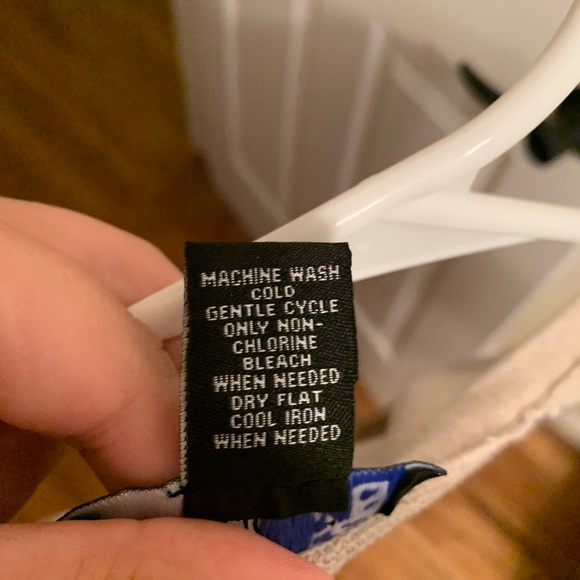 MACHINE WASH
COLD
GENTLE CYCLE
ONLY NON-
CHLORINE
BLEACH
WHEN NEEDED
DRY FLAT
COOL IRON
WHEN NEEDED